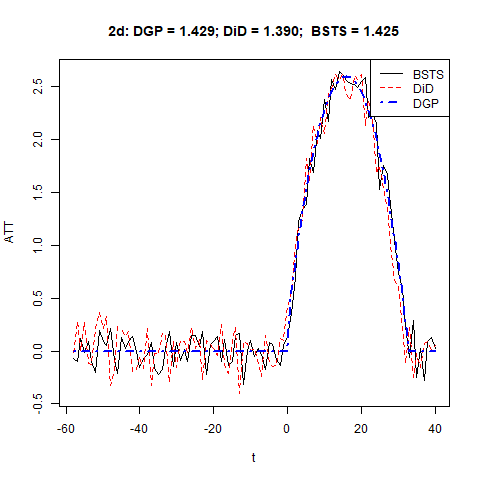 2d: DGP = 1.429; DiD = 1.390;  BSTS = 1.425
BSTS
DiD
DGP
ATT
2.5
2.0
1.5
1.0
0.5
0.0
-0.5
-60 -40 -20 0 20 40
t